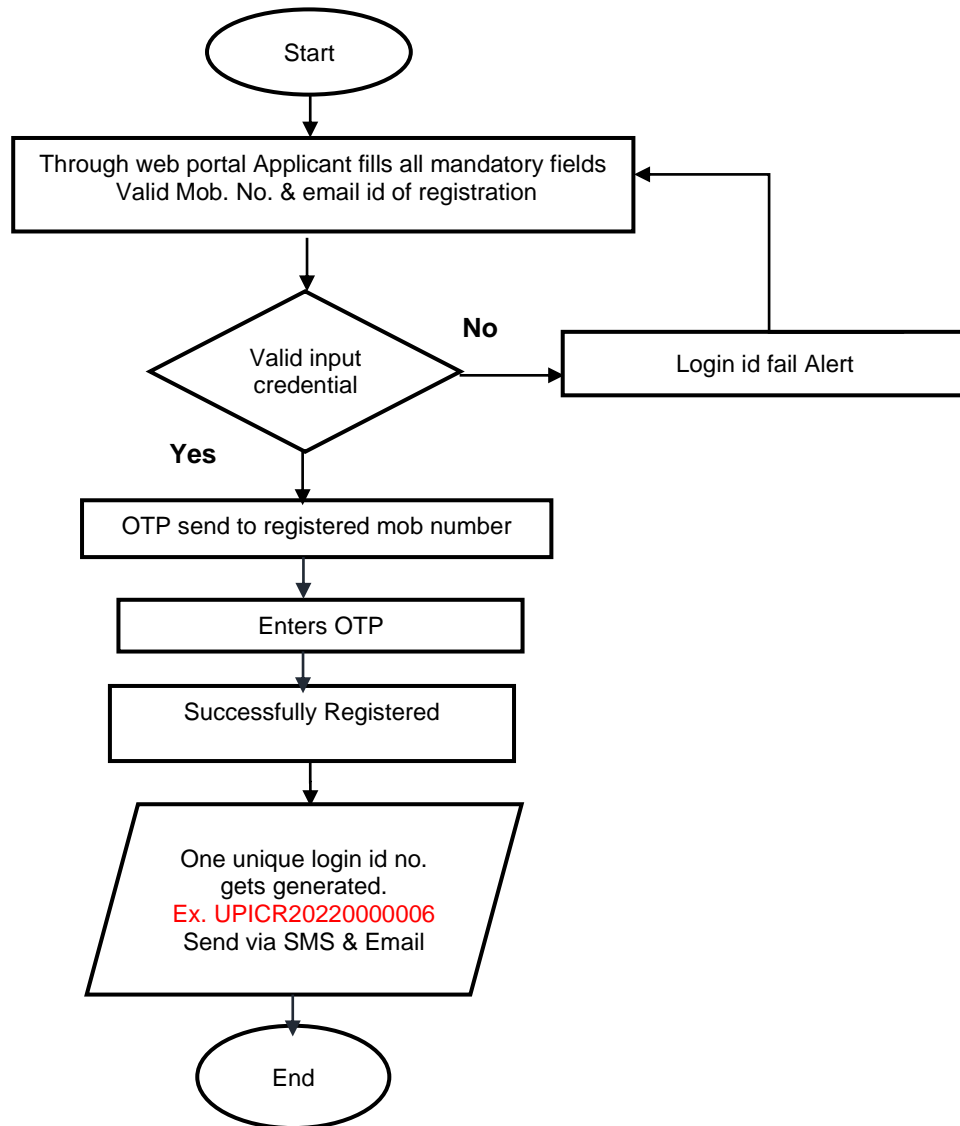 Start
Through web portal Applicant fills all mandatory fields
Valid Mob. No. & email id of registration
Valid input
credential
No
Login id fail Alert
Yes
OTP send to registered mob number
Enters OTP
Successfully Registered
One unique login id no.
gets generated.
Ex. UPICR20220000006
Send via SMS & Email
End